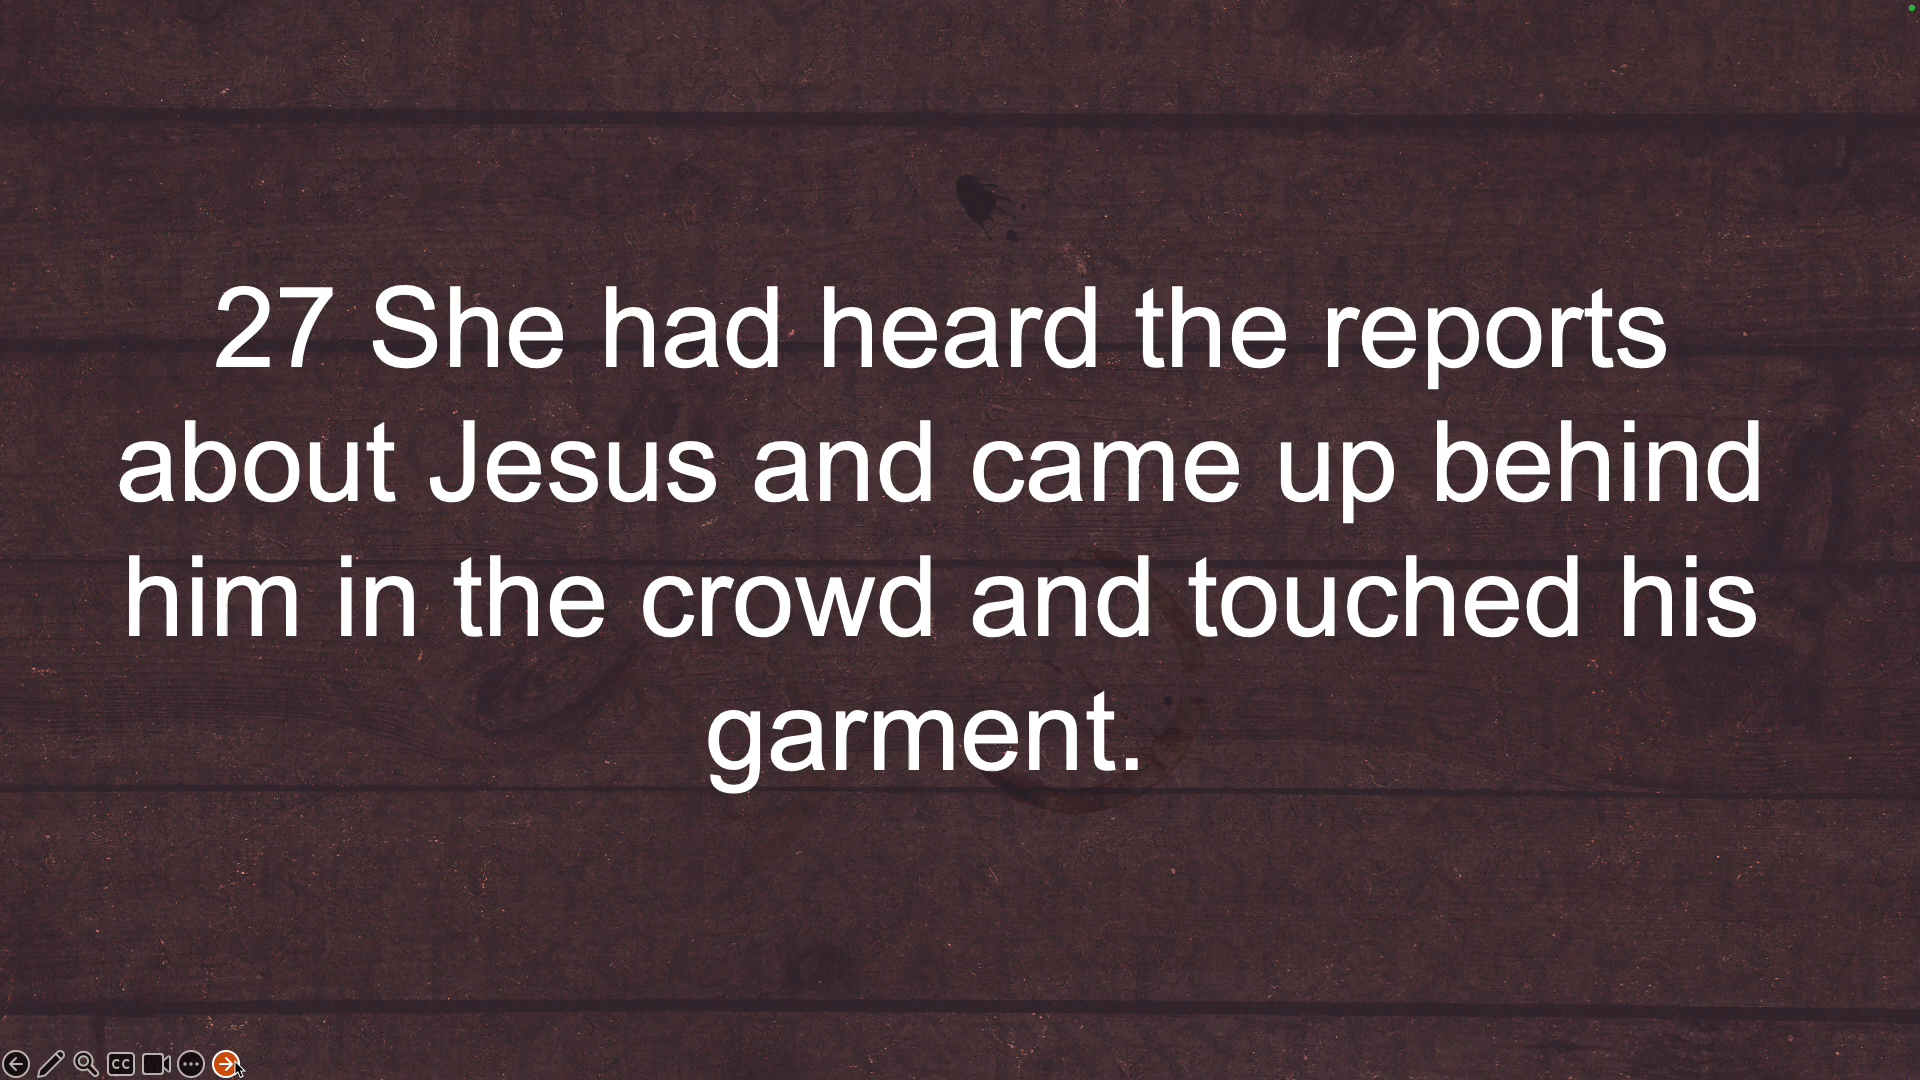 27 She had heard the reports
about Jesus and came up behind
him in the crowd and touched his
garment.
CC